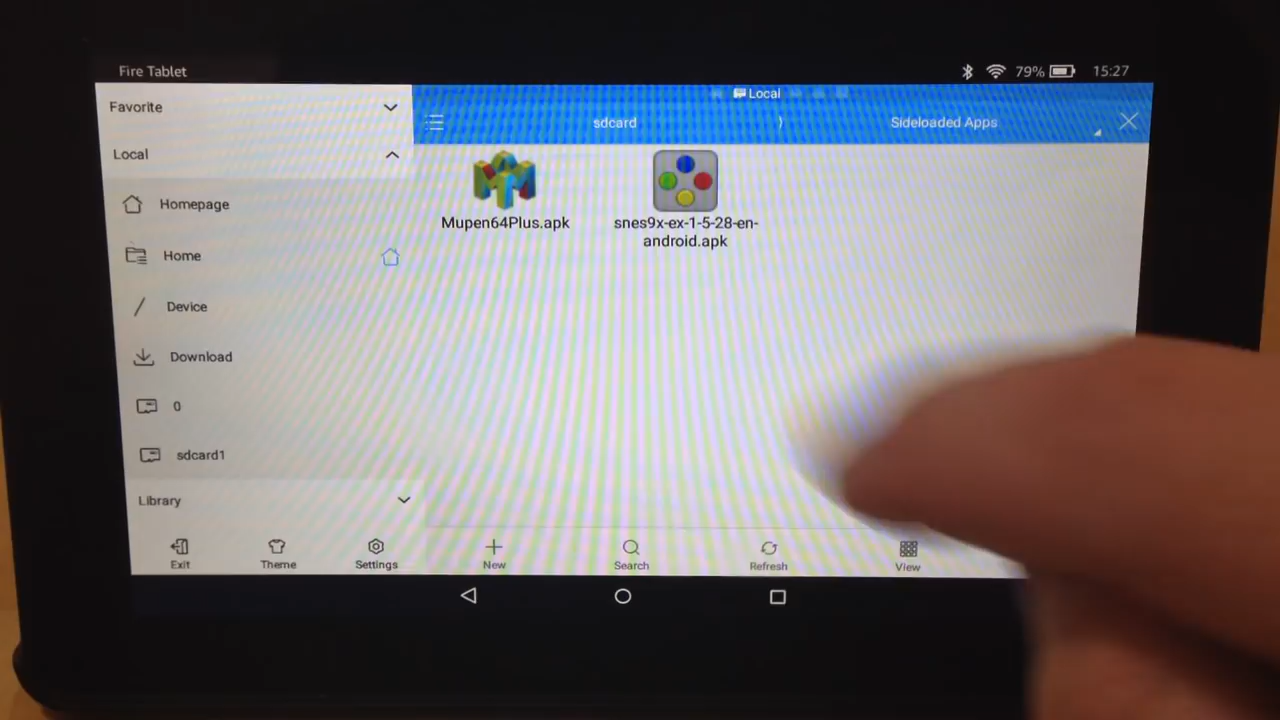 Fire Tablet
79%
15:27
Favorite
Local
Homepage
Home
Device
Download
0
sdcard1
Library
Exit
Theme
Settings
Local
sdcard
Sideloaded Apps
Mupen64Plus.apk
snes9x-ex-1-5-28-en-
android.apk
New
Search
Refresh
View